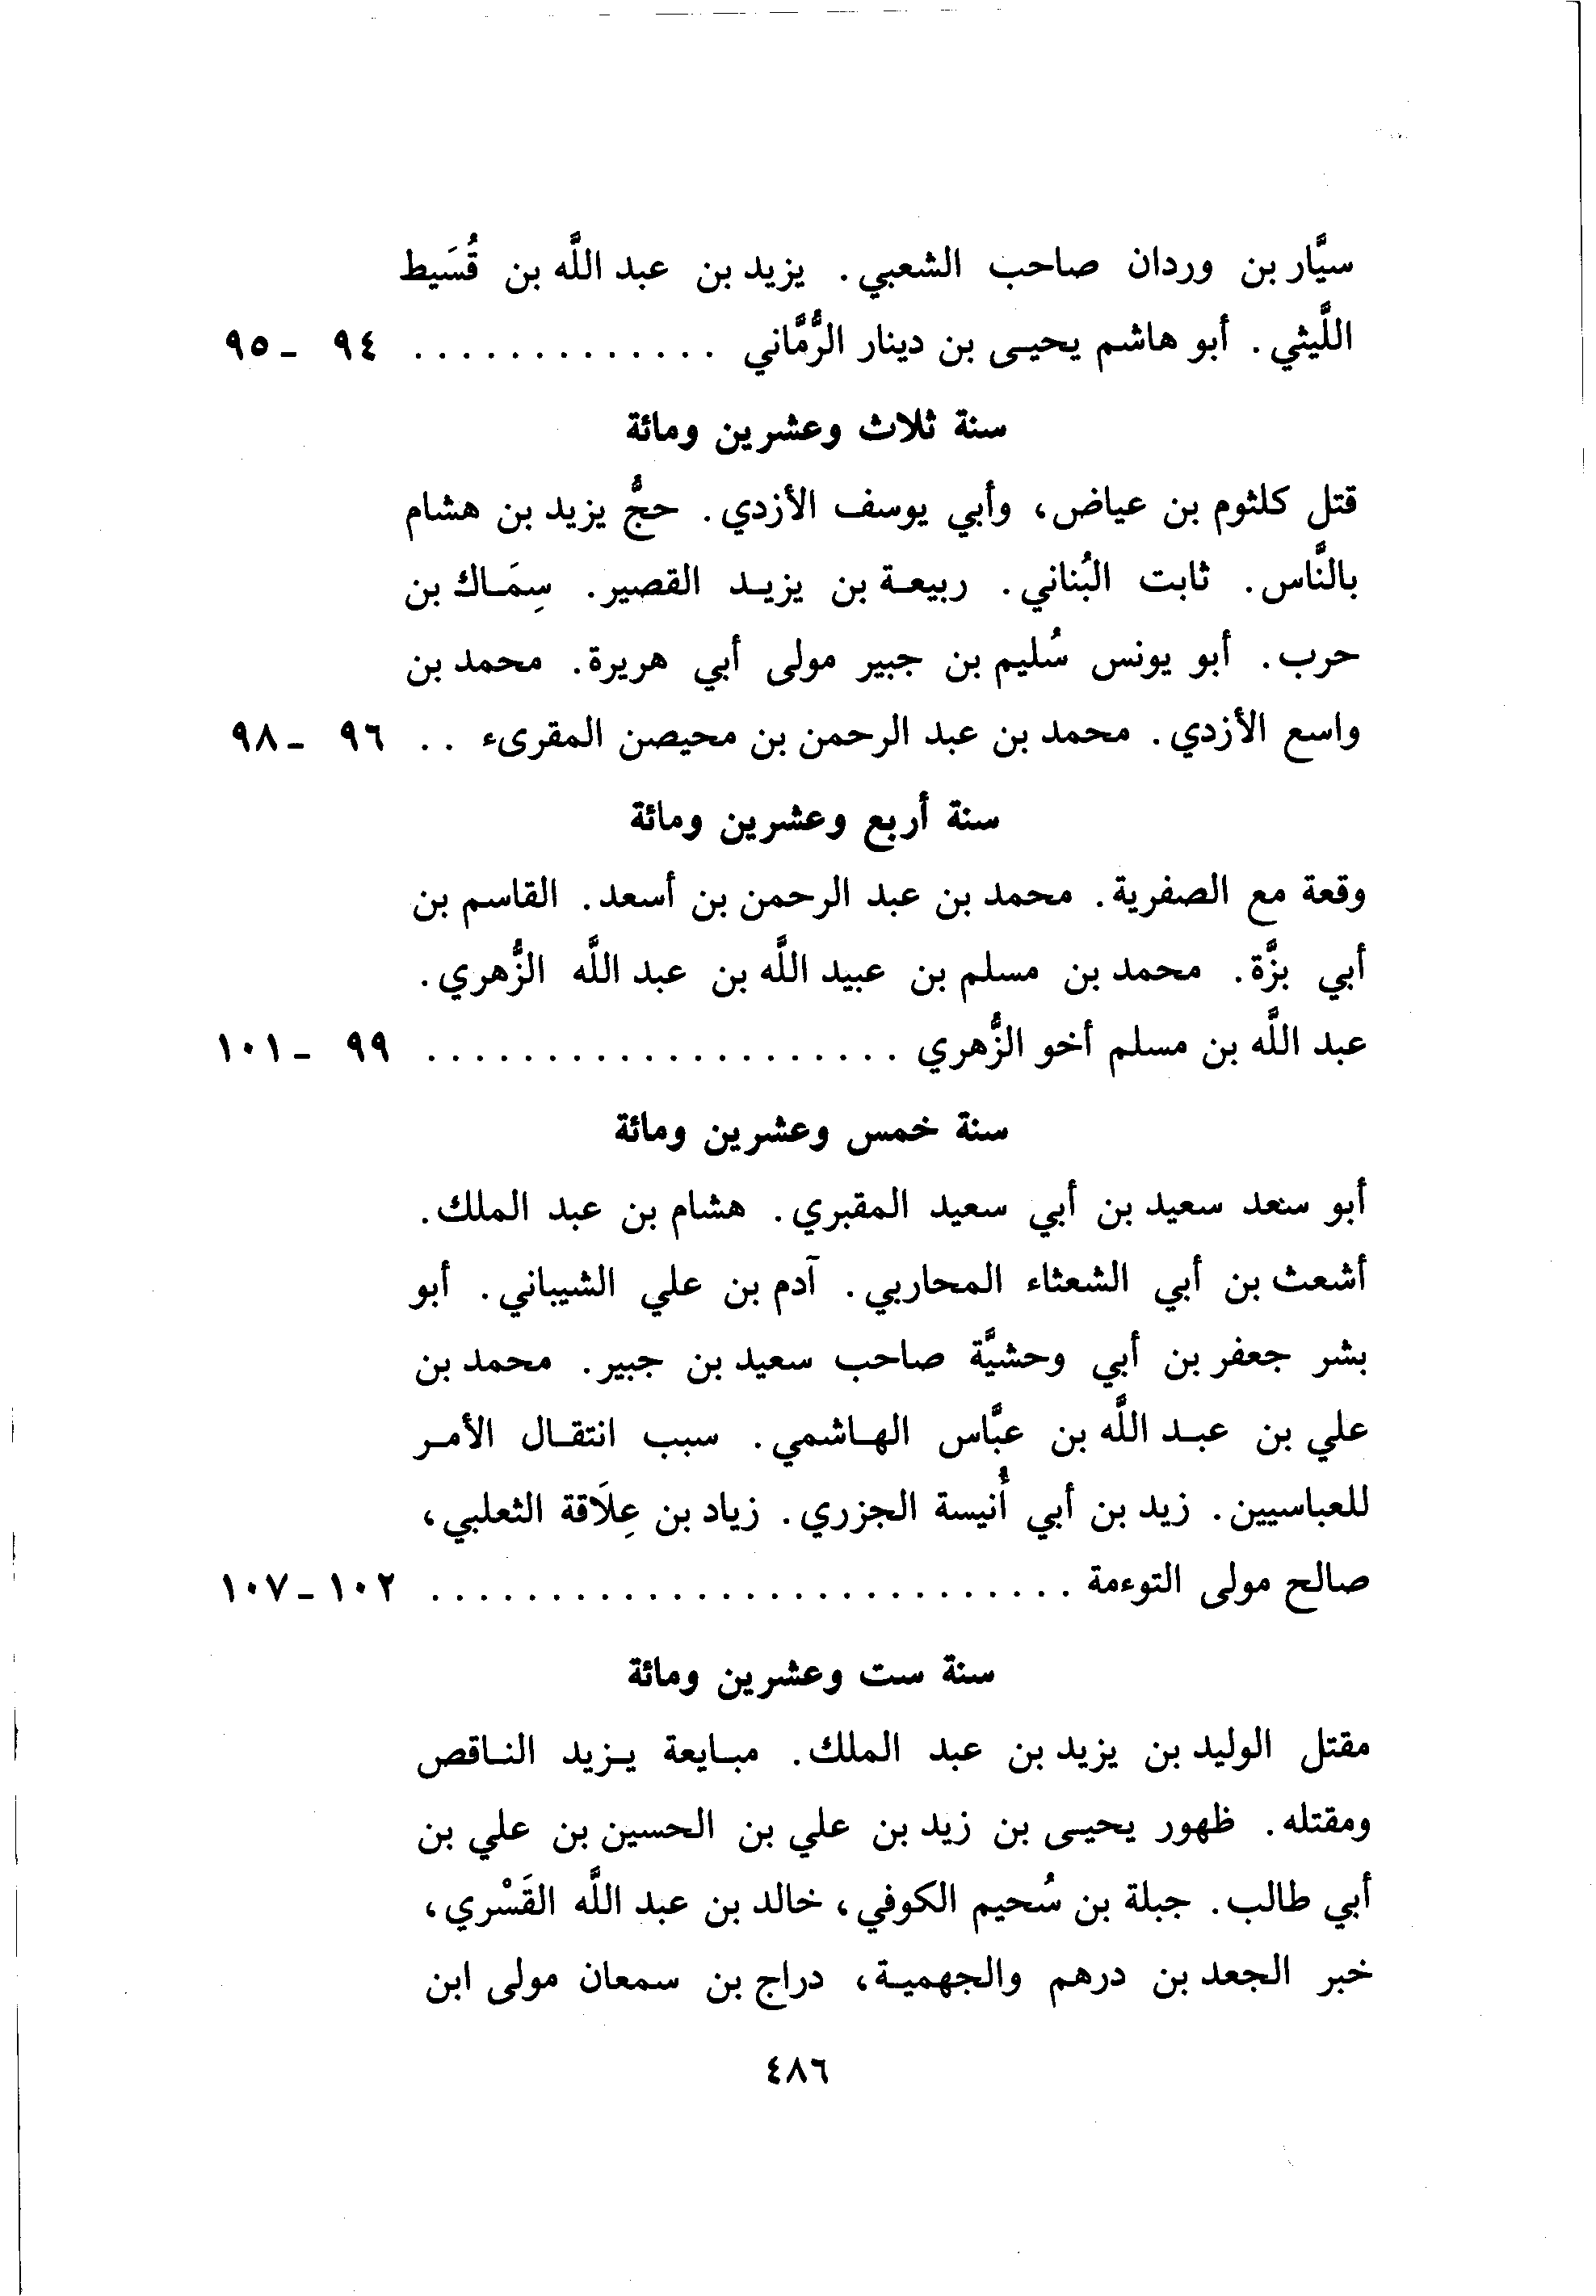 سيَّار بن وردان صاحب الشعبي. يزيد بن عبد اللَّه بن قُسَيط
اللَّيثي. أبو هاشم يحيى بن دينار الرُّمَّاني ............. ٩٤ - ٩٥
سنة ثلاث وعشرين ومائة
قتل كلثوم بن عياض، وأبي يوسف الأزدي. حجُّ يزيد بن هشام
بالنَّاس. ثابت البُناني. ربيعة بن يزيد القصير. سِمَاك بن
حرب. أبو يونس سُليم بن جبير مولى أبي هريرة. محمد بن
واسع الأزدي. محمد بن عبد الرحمن بن محيصن المقرىء .. ٩٦ - ٩٨
سنة أربع وعشرين ومائة
وقعة مع الصفرية. محمد بن عبد الرحمن بن أسعد. القاسم بن
أبي بزَّة. محمد بن مسلم بن عبيد اللَّه بن عبد اللَّه الزُّهري.
عبد اللَّه بن مسلم أخو الزُّهري .................... ٩٩ - ١٠١
سنة خمس وعشرين ومائة
أبو سعد سعيد بن أبي سعيد المقبري. هشام بن عبد الملك.
أشعث بن أبي الشعثاء المحاربي. آدم بن علي الشيباني. أبو
بشر جعفر بن أبي وحشيَّة صاحب سعيد بن جبير. محمد بن
علي بن عبد اللَّه بن عبَّاس الهاشمي. سبب انتقال الأمر
للعباسيين. زيد بن أبي أُنيسة الجزري. زياد بن عِلَاقة الثعلبي،
صالح مولى التوءمة ........................... ١٠٢ - ١٠٧
سنة ست وعشرين ومائة
مقتل الوليد بن يزيد بن عبد الملك. مبايعة يزيد الناقص
ومقتله. ظهور يحيى بن زيد بن علي بن الحسين بن علي بن
أبي طالب. جبلة بن سُحيم الكوفي، خالد بن عبد اللَّه القَسْري،
خبر الجعد بن درهم والجهمية، دراج بن سمعان مولى ابن
٤٨٦